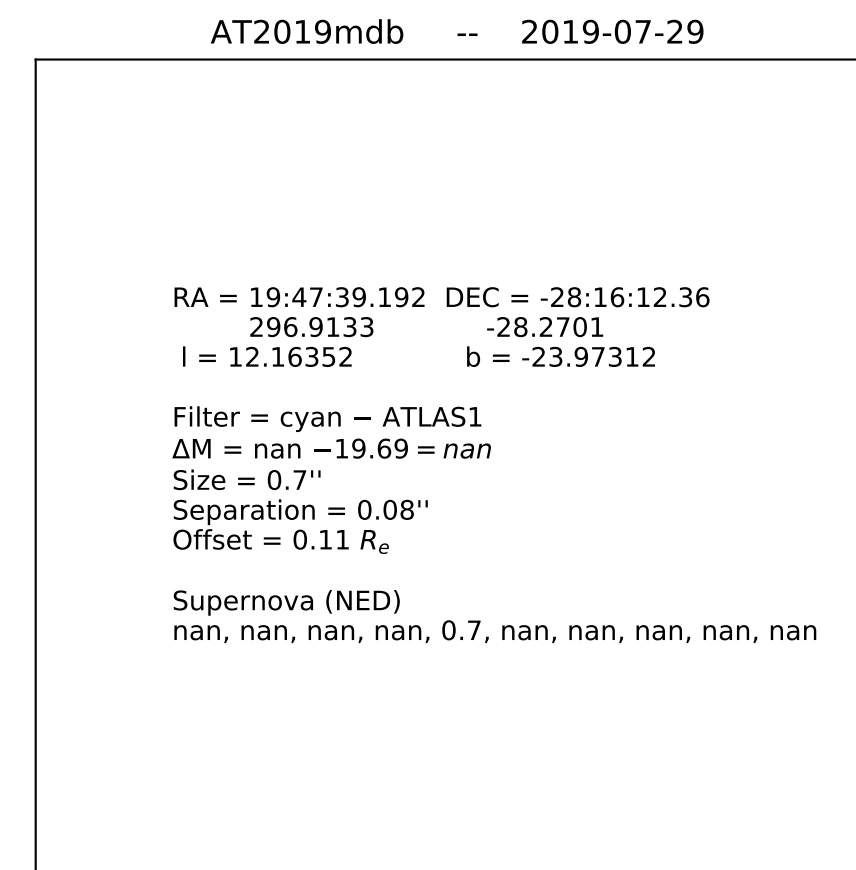 AT2019mdb -- 2019-07-29
RA = 19:47:39.192 DEC = -28:16:12.36
296.9133 -28.2701
l = 12.16352 b = -23.97312
Filter = cyan − ATLAS1
ΔM = nan −19.69 = nan
Size = 0.7''
Separation = 0.08''
Offset = 0.11 Rₑ
Supernova (NED)
nan, nan, nan, nan, 0.7, nan, nan, nan, nan, nan